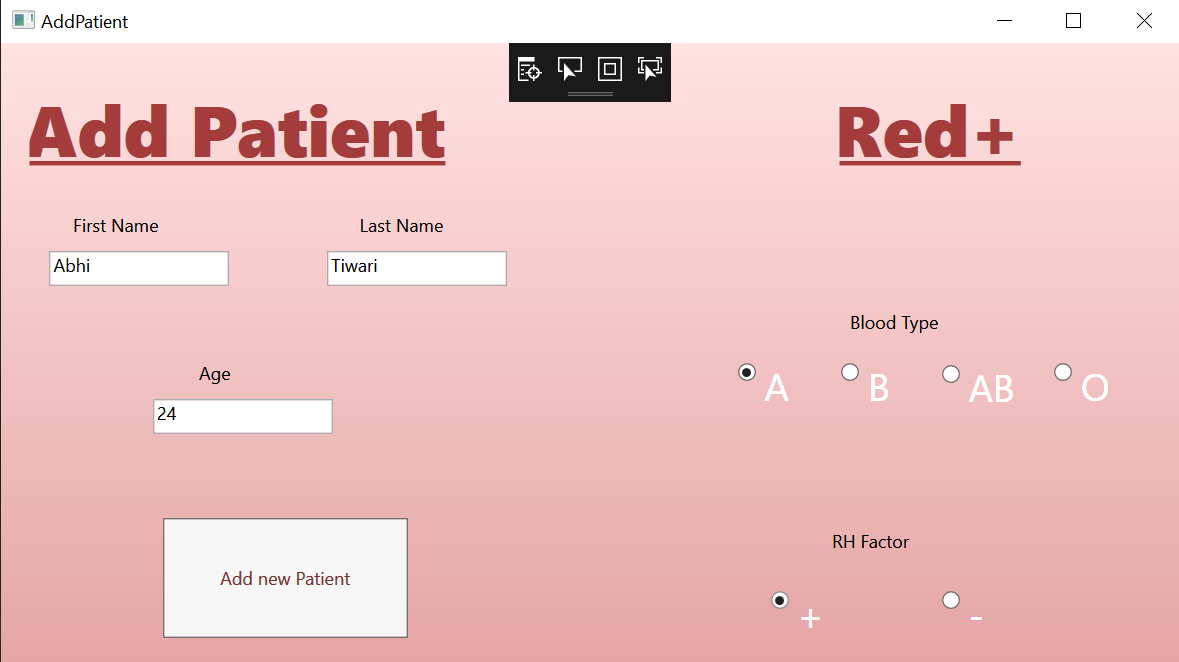 AddPatient
Add Patient
Red+
First Name
Last Name
Abhi
Tiwari
Blood Type
A
B
AB
O
Age
24
RH Factor
Add new Patient
+
-